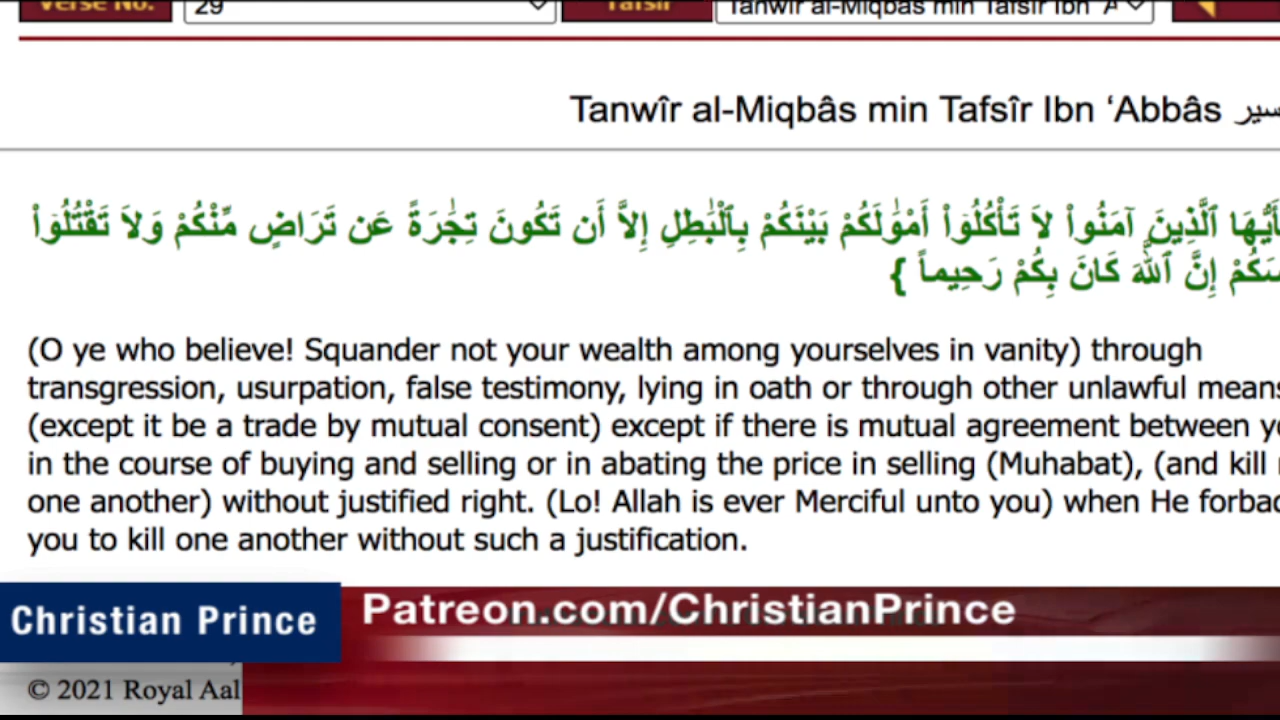 Verse No.
29
Tafsir
Tanwîr al-Miqbâs min Tafsîr Ibn ‘A
Tanwîr al-Miqbâs min Tafsîr Ibn ‘Abbâs
ٱلَّذِينَ آمَنُواْ لاَ تَأْكُلُوۤاْ أَمْوَٰلَكُمْ بَيْنَكُمْ بِٱلْبَٰطِلِ إِلاَّ أَن تَكُونَ تِجَٰرَةً عَن تَرَاضٍ مِّنْكُمْ وَلاَ تَقْتُلُوۤاْ
إِنَّ ٱللَّهَ كَانَ بِكُمْ رَحِيماً }
(O ye who believe! Squander not your wealth among yourselves in vanity) through
transgression, usurpation, false testimony, lying in oath or through other unlawful means
(except it be a trade by mutual consent) except if there is mutual agreement between
in the course of buying and selling or in abating the price in selling (Muhabat), (and kill
one another) without justified right. (Lo! Allah is ever Merciful unto you) when He
you to kill one another without such a justification.
Christian Prince
Patreon.com/ChristianPrince
© 2021 Royal Aal